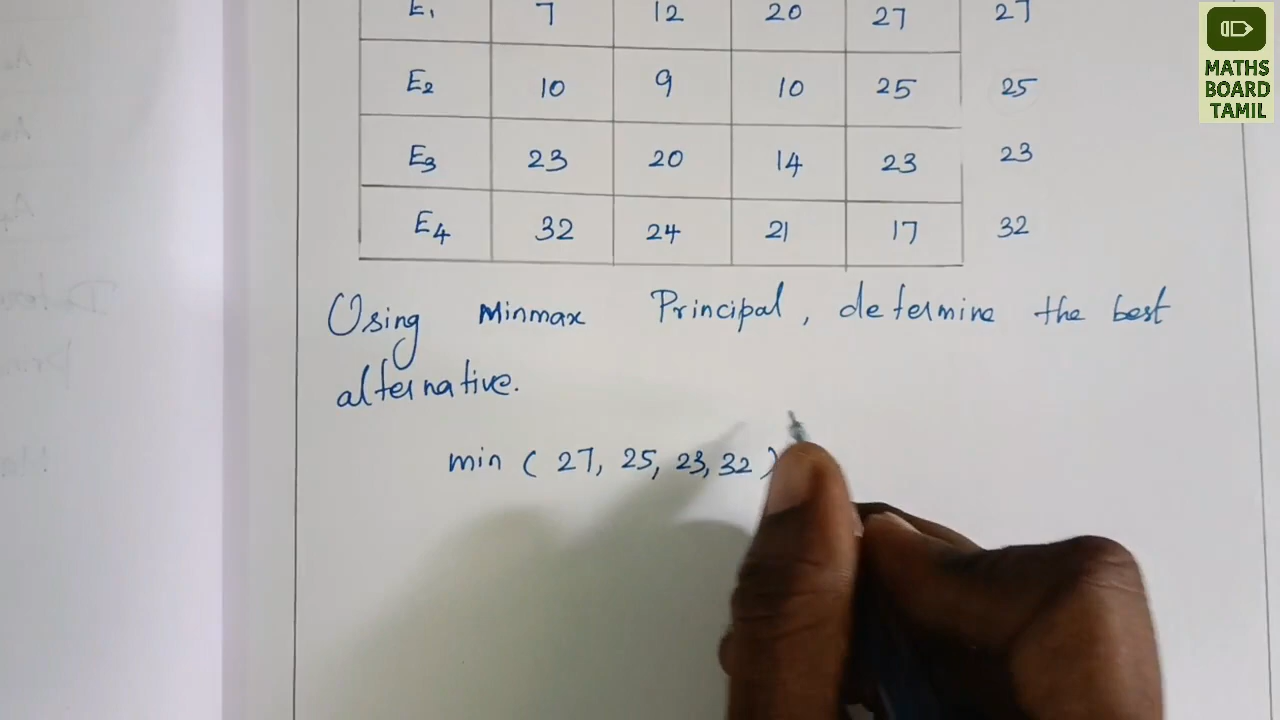 E1 7 12 20 27 27
E2 10 9 10 25 25
E3 23 20 14 23 23
E4 32 24 21 17 32
Using Minmax Principal, determine the best
alternative.
min ( 27, 25, 23, 32 )
MATHS
BOARD
TAMIL